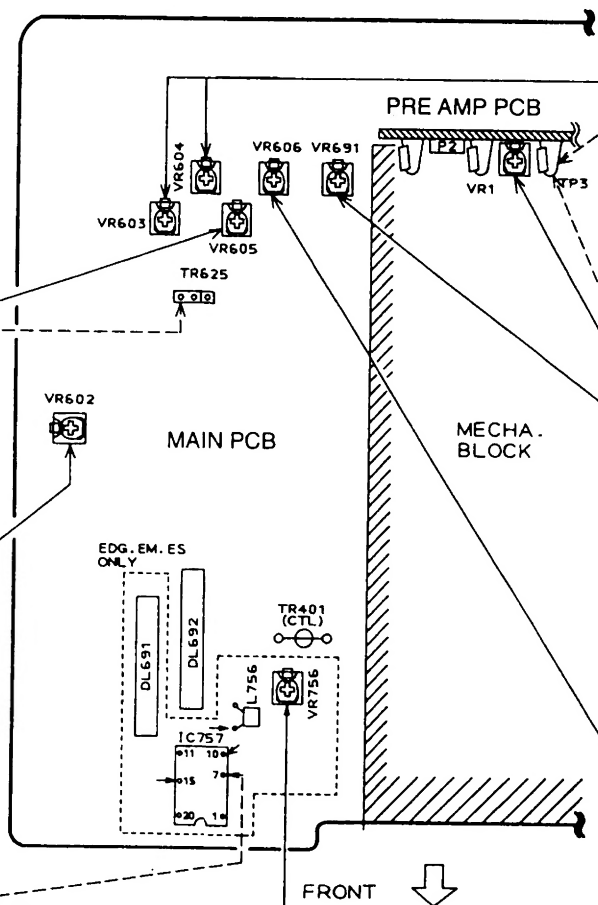 PRE AMP PCB
VR604
VR606
VR691
P2
VR1
TP3
VR603
VR605
TR625
VR602
MAIN PCB
MECHA.
BLOCK
EDG.EM.ES
ONLY
DL691
DL692
TR401
(CTL)
L756
VR756
IC757
11
10
7
15
20
1
FRONT